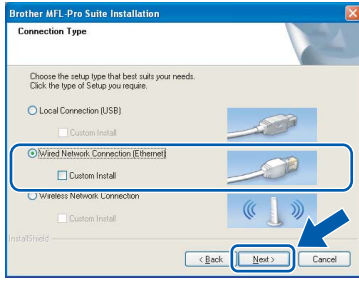 Brother MFL-Pro Suite Installation
Connection Type
Choose the setup type that best suits your needs.
Click the type of Setup you require.
Local Connection (USB)
Custom Install
Wired Network Connection (Ethernet)
Custom Install
Wireless Network Connection
Custom Install
InstallShield
< Back
Next >
Cancel